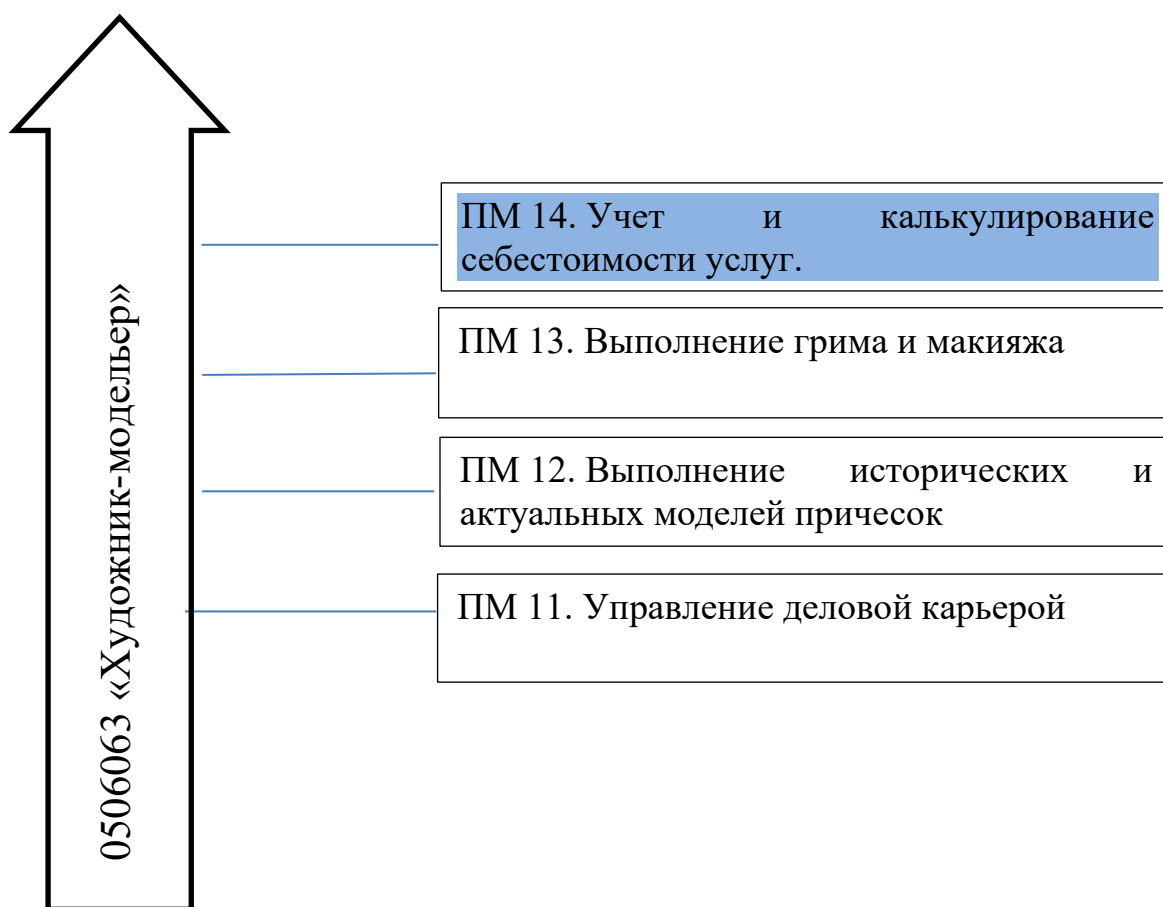 0506063 «Художник-модельер»
ПМ 14. Учет и калькулирование
себестоимости услуг.
ПМ 13. Выполнение грима и макияжа
ПМ 12. Выполнение исторических и
актуальных моделей причесок
ПМ 11. Управление деловой карьерой